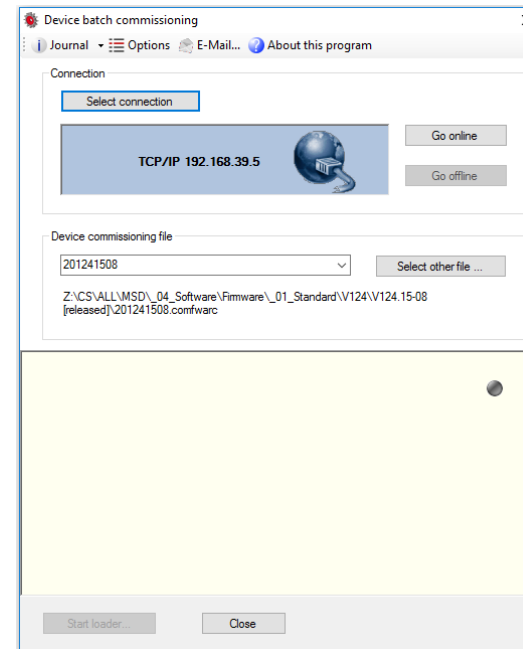 Device batch commissioning
Journal Options E-Mail... About this program
Connection
Select connection
TCP/IP 192.168.39.5
Go online
Go offline
Device commissioning file
201241508
Select other file ...
Z:\CS\ALL\MSD\_04_Software\Firmware\_01_Standard\V124\V124.15-08
[released]\201241508.comfwarc
Start loader...
Close